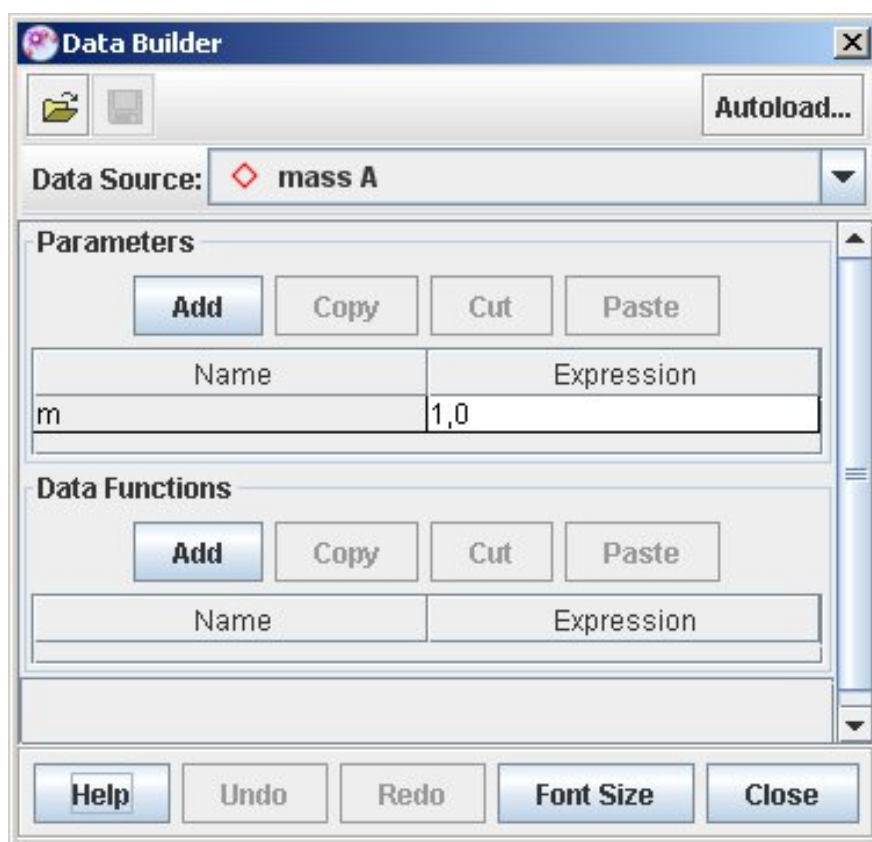 Data Builder
Autoload...
Data Source: mass A
Parameters
Add Copy Cut Paste
Name Expression
m 1,0
Data Functions
Add Copy Cut Paste
Name Expression
Help Undo Redo Font Size Close